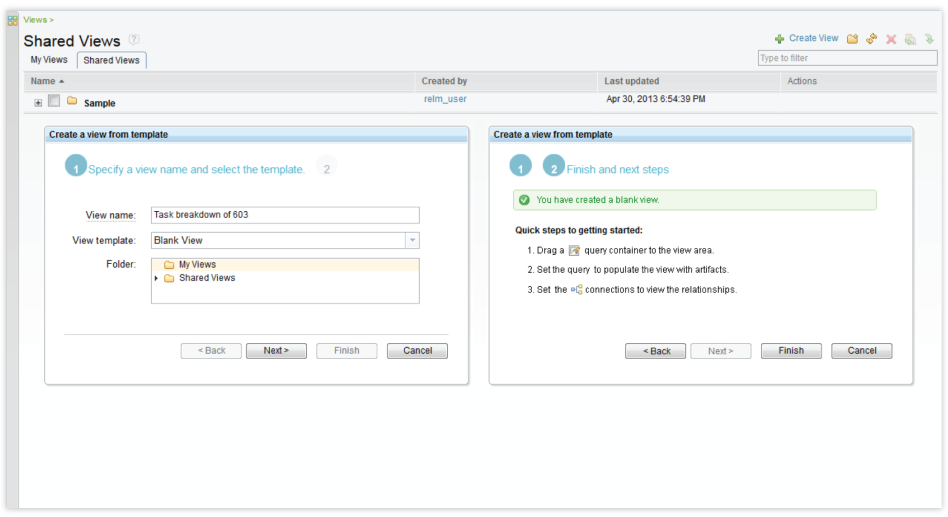 Views >
Shared Views
Create View
My Views Shared Views
Type to filter
Name Created by Last updated Actions
Sample relm_user Apr 30, 2013 6:54:39 PM
Create a view from template
1 Specify a view name and select the template. 2
View name: Task breakdown of 603
View template: Blank View
Folder: My Views
Shared Views
< Back Next > Finish Cancel
Create a view from template
1 2 Finish and next steps
You have created a blank view.
Quick steps to getting started:
1. Drag a query container to the view area.
2. Set the query to populate the view with artifacts.
3. Set the connections to view the relationships.
< Back Next > Finish Cancel